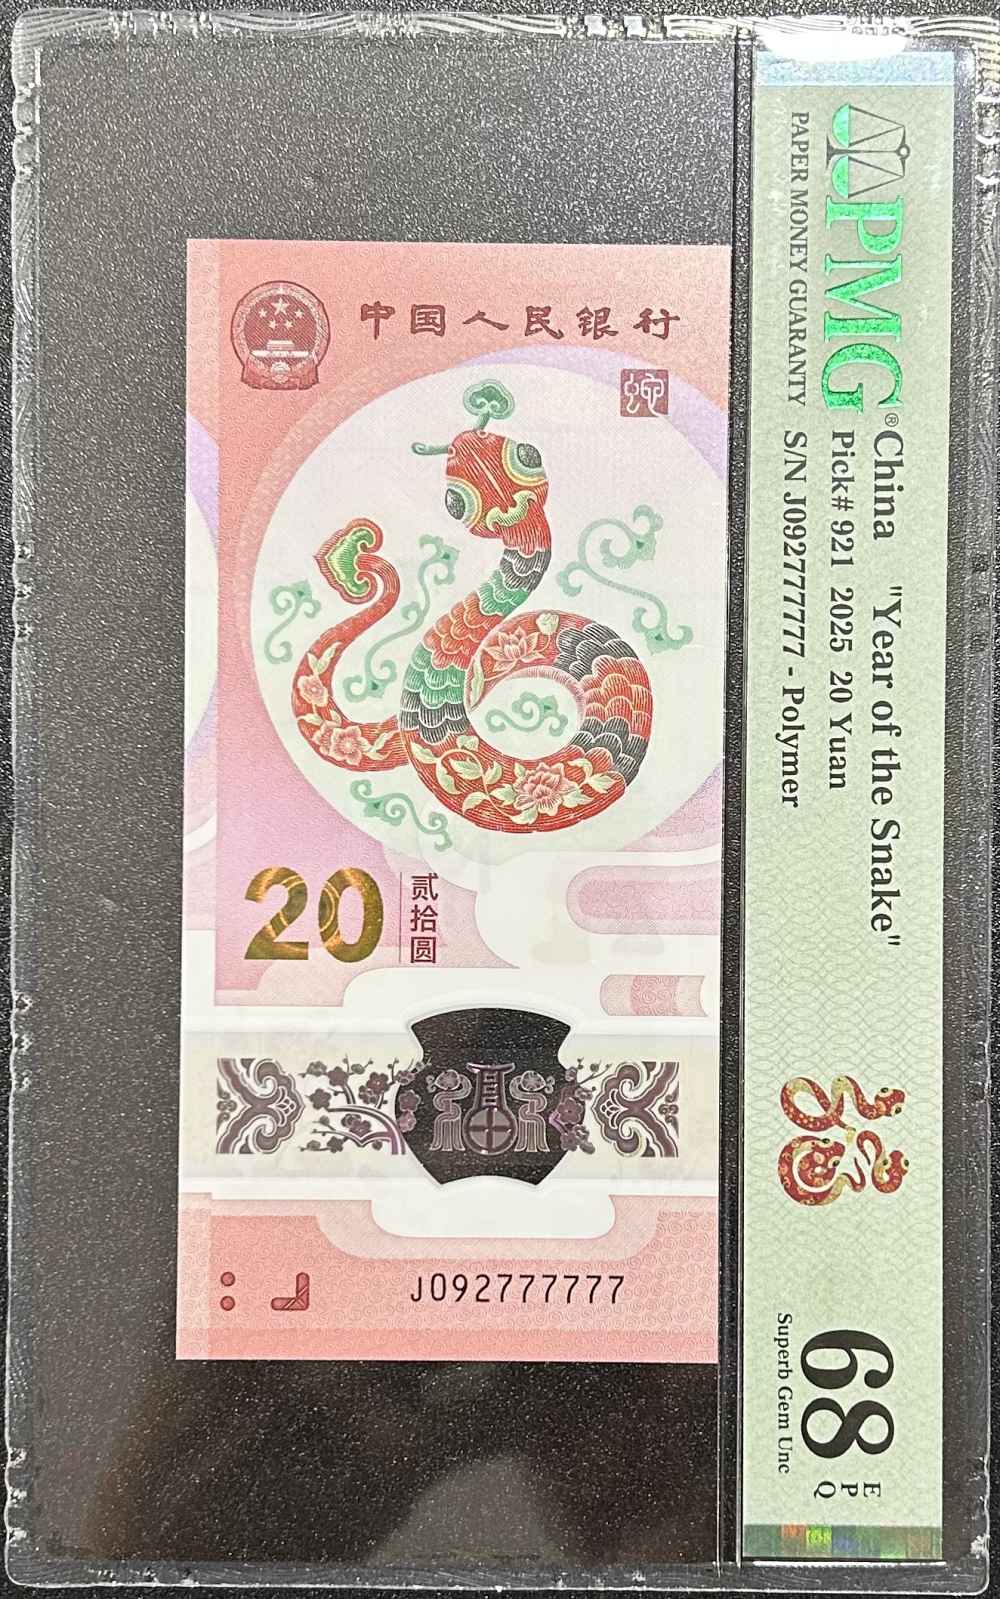 中国人民银行
蛇
20
贰拾圆
J092777777
PMG®
PAPER MONEY GUARANTY
China "Year of the Snake"
Pick# 921 2025 20 Yuan
S/N J092777777 - Polymer
68 EPQ
Superb Gem Unc